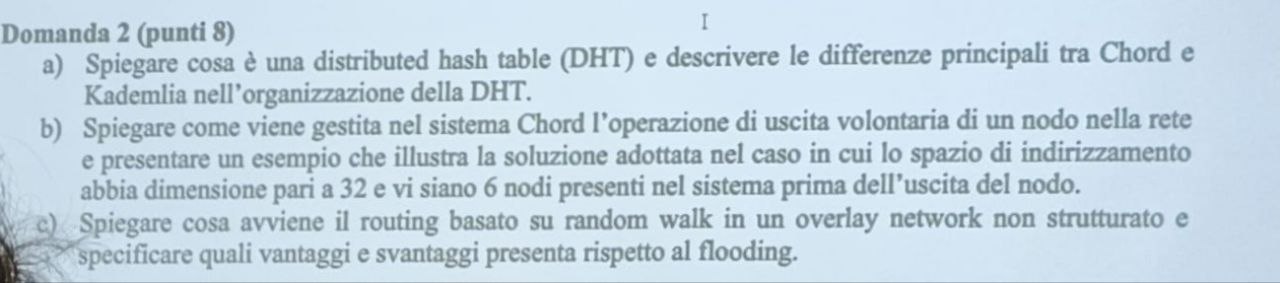 Domanda 2 (punti 8)
a) Spiegare cosa è una distributed hash table (DHT) e descrivere le differenze principali tra Chord e
Kademlia nell'organizzazione della DHT.
b) Spiegare come viene gestita nel sistema Chord l'operazione di uscita volontaria di un nodo nella rete
e presentare un esempio che illustra la soluzione adottata nel caso in cui lo spazio di indirizzamento
abbia dimensione pari a 32 e vi siano 6 nodi presenti nel sistema prima dell'uscita del nodo.
c) Spiegare cosa avviene il routing basato su random walk in un overlay network non strutturato e
specificare quali vantaggi e svantaggi presenta rispetto al flooding.